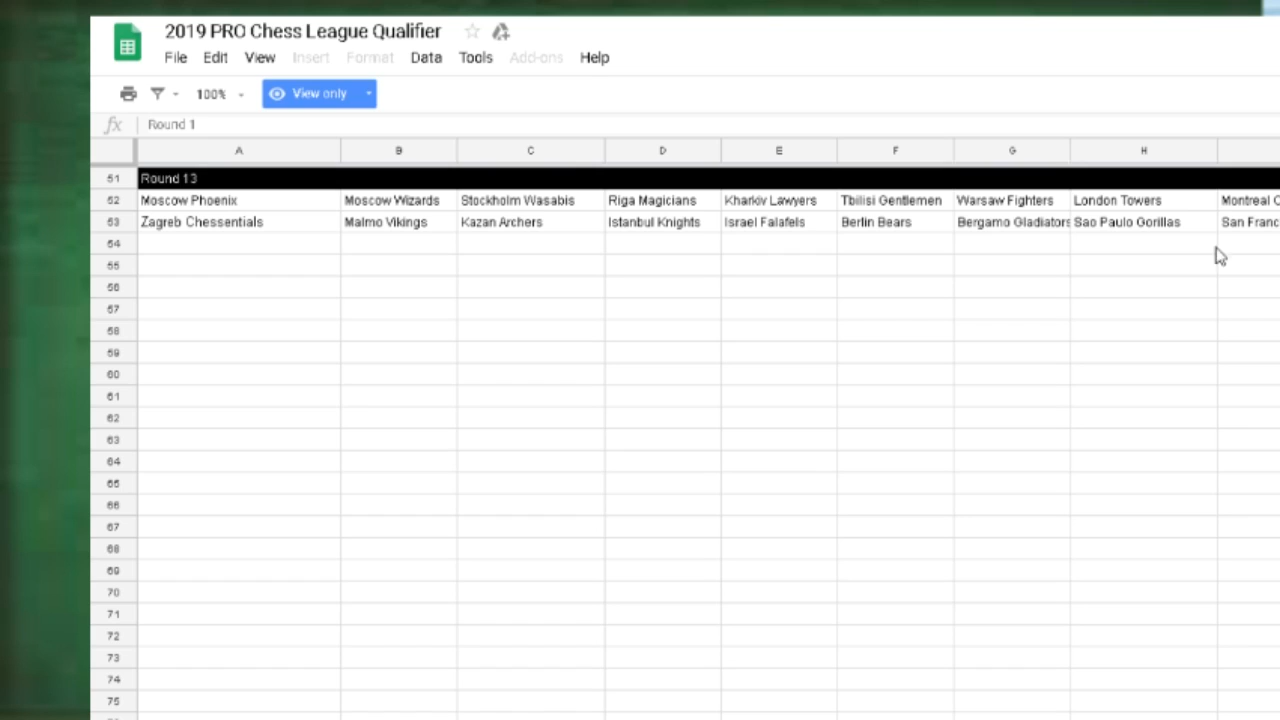 2019 PRO Chess League Qualifier
File Edit View Insert Format Data Tools Add-ons Help
100% View only
fx Round 1
A B C D E F G H
51 Round 13
52 Moscow Phoenix Moscow Wizards Stockholm Wasabis Riga Magicians Kharkiv Lawyers Tbilisi Gentlemen Warsaw Fighters London Towers Montreal C
53 Zagreb Chessentials Malmo Vikings Kazan Archers Istanbul Knights Israel Falafels Berlin Bears Bergamo Gladiators Sao Paulo Gorillas San Franc
54
55
56
57
58
59
60
61
62
63
64
65
66
67
68
69
70
71
72
73
74
75